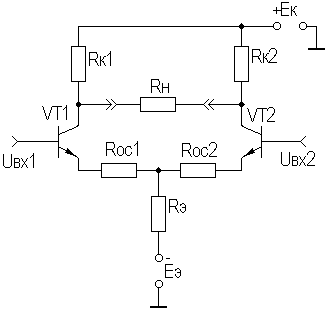 +Eк
Rк1
Rк2
Rн
VT1
VT2
Uвх1
Rос1
Rос2
Uвх2
Rэ
-
Eэ